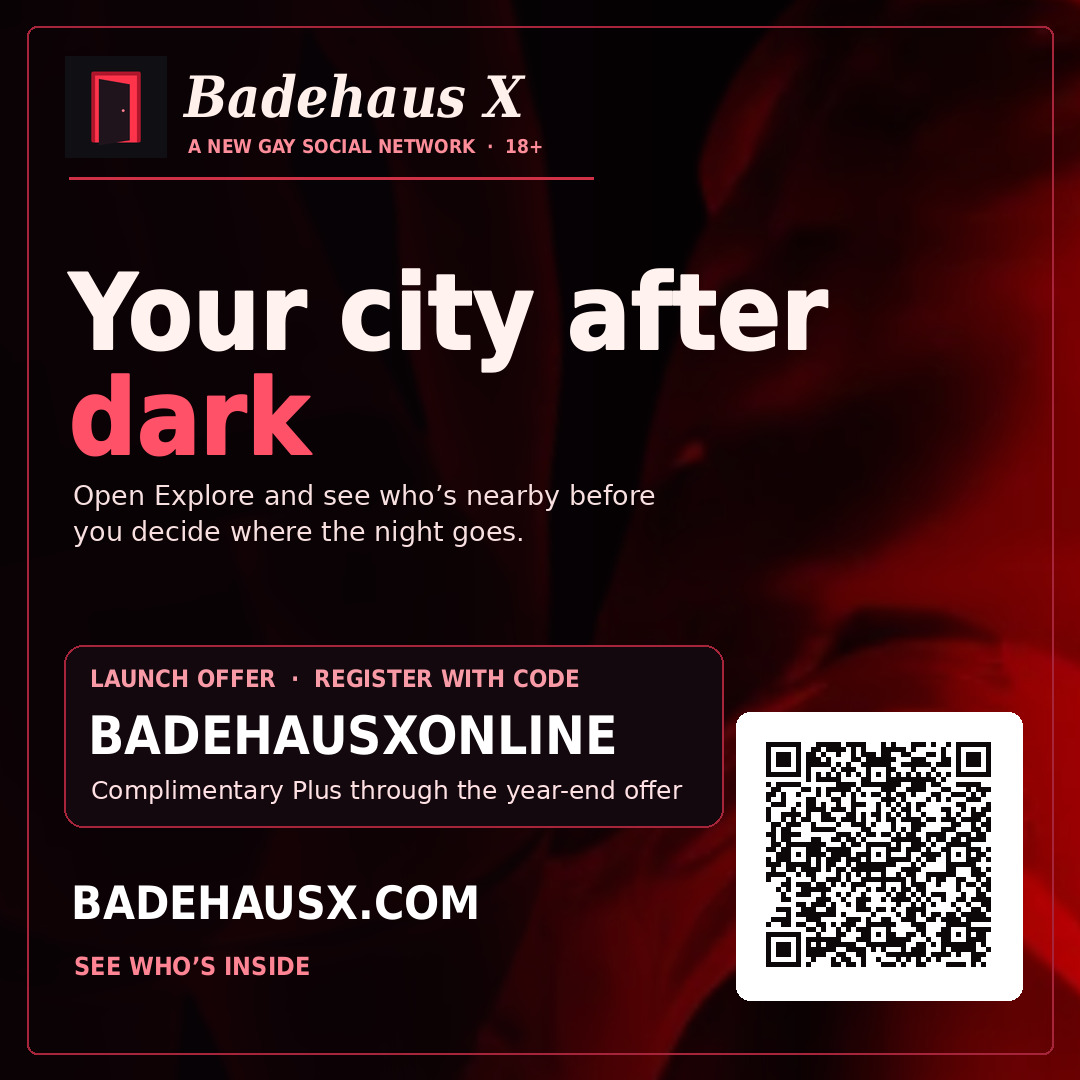 Badehaus X
A NEW GAY SOCIAL NETWORK · 18+
Your city after
dark
Open Explore and see who’s nearby before
you decide where the night goes.
LAUNCH OFFER · REGISTER WITH CODE
BADEHAUSXONLINE
Complimentary Plus through the year-end offer
BADEHAUSX.COM
SEE WHO’S INSIDE